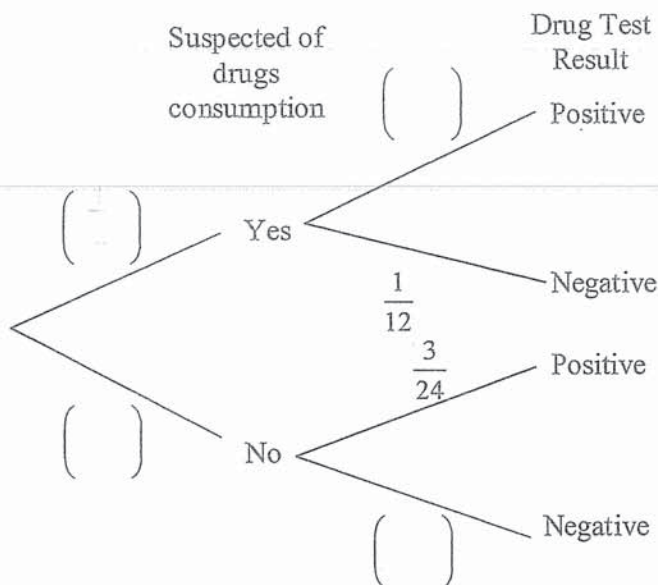 Suspected of
drugs
consumption
Drug Test
Result
( )
Positive
( )
Yes
1/12
Negative
3/24
Positive
( )
No
( )
Negative